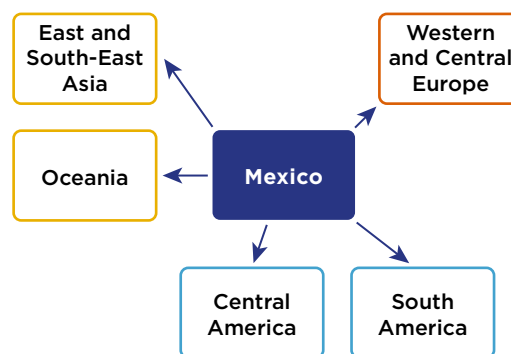 East and
South-East
Asia
Western
and Central
Europe
Oceania
Mexico
Central
America
South
America